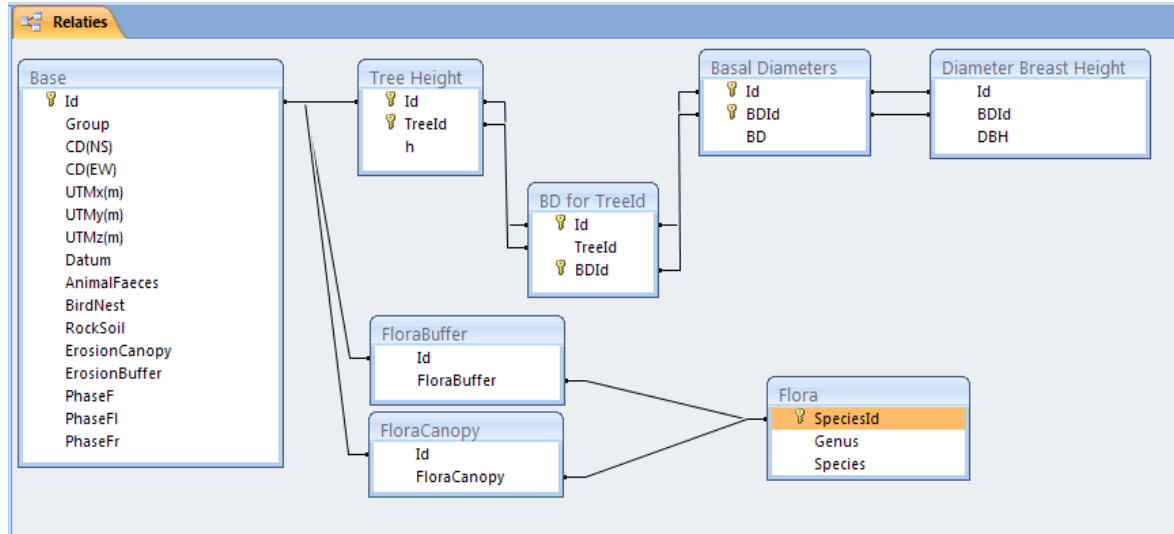 Relaties
Base
Id
Group
CD(NS)
CD(EW)
UTMx(m)
UTMy(m)
UTMz(m)
Datum
AnimalFaeces
BirdNest
RockSoil
ErosionCanopy
ErosionBuffer
PhaseF
PhaseFl
PhaseFr
Tree Height
Id
TreeId
h
BD for TreeId
Id
TreeId
BDId
Basal Diameters
Id
BDId
BD
Diameter Breast Height
Id
BDId
DBH
FloraBuffer
Id
FloraBuffer
FloraCanopy
Id
FloraCanopy
Flora
SpeciesId
Genus
Species